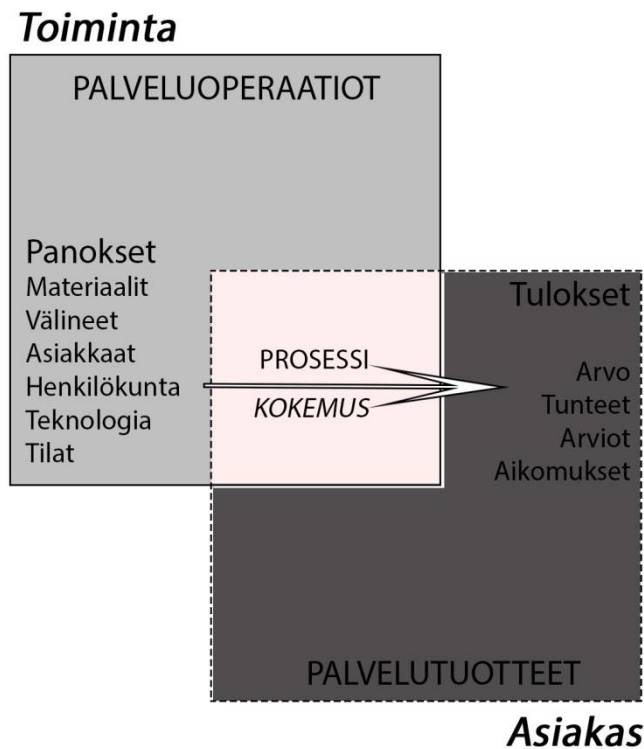 Toiminta
PALVELUOPERAATIOT
Panokset
Materiaalit
Välineet
Asiakkaat
Henkilökunta
Teknologia
Tilat
PROSESSI
KOKEMUS
Tulokset
Arvo
Tunteet
Arviot
Aikomukset
PALVELUTUOTTEET
Asiakas